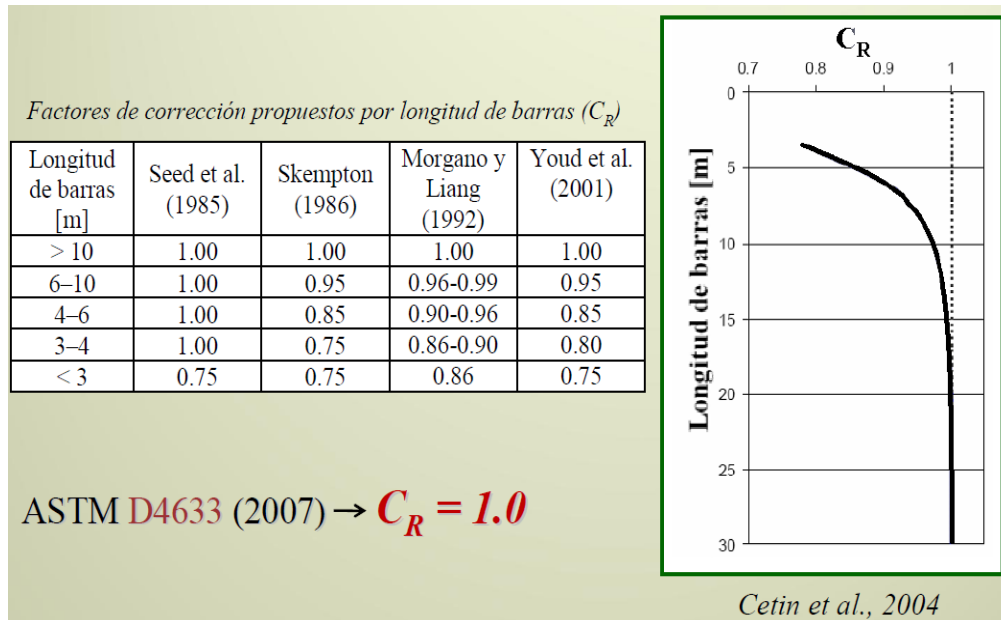 Factores de corrección propuestos por longitud de barras (C_R)
Longitud de barras [m] | Seed et al. (1985) | Skempton (1986) | Morgano y Liang (1992) | Youd et al. (2001)
> 10 | 1.00 | 1.00 | 1.00 | 1.00
6–10 | 1.00 | 0.95 | 0.96-0.99 | 0.95
4–6 | 1.00 | 0.85 | 0.90-0.96 | 0.85
3–4 | 1.00 | 0.75 | 0.86-0.90 | 0.80
< 3 | 0.75 | 0.75 | 0.86 | 0.75
ASTM D4633 (2007) → C_R = 1.0
C_R
0.7 0.8 0.9 1
Longitud de barras [m]
0
5
10
15
20
25
30
Cetin et al., 2004